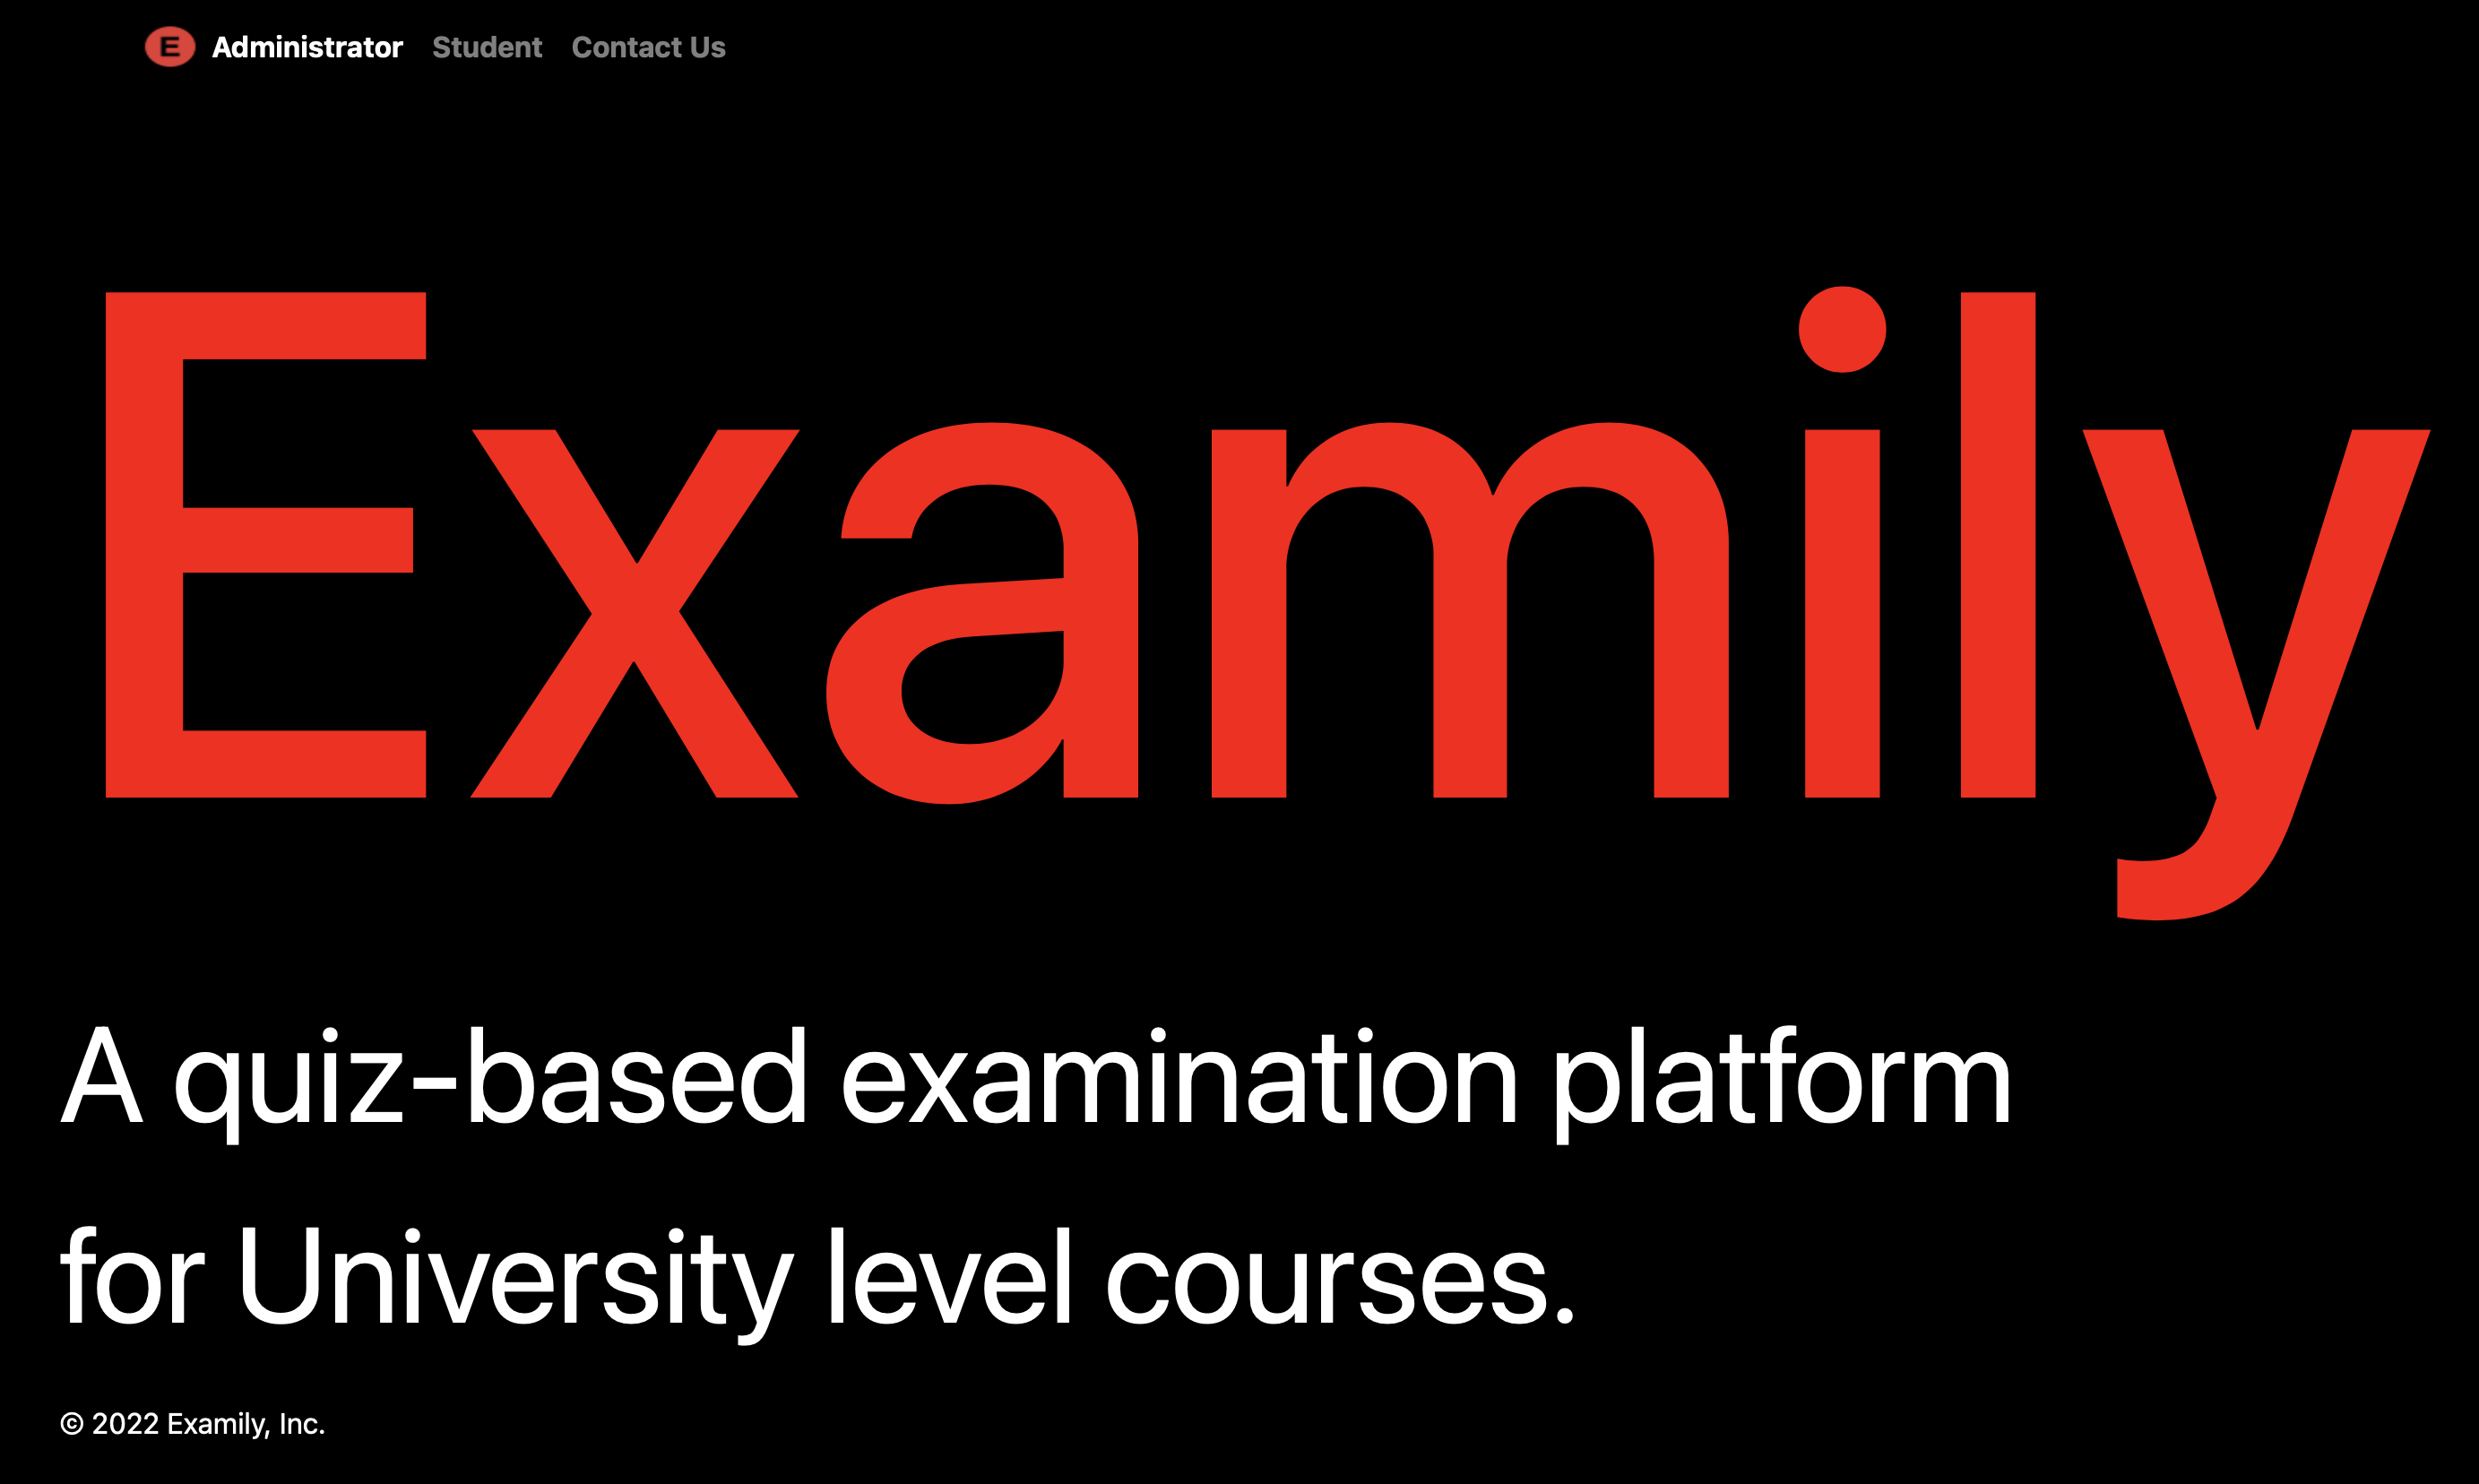 E Administrator Student Contact Us
Examily
A quiz-based examination platform
for University level courses.
© 2022 Examily, Inc.